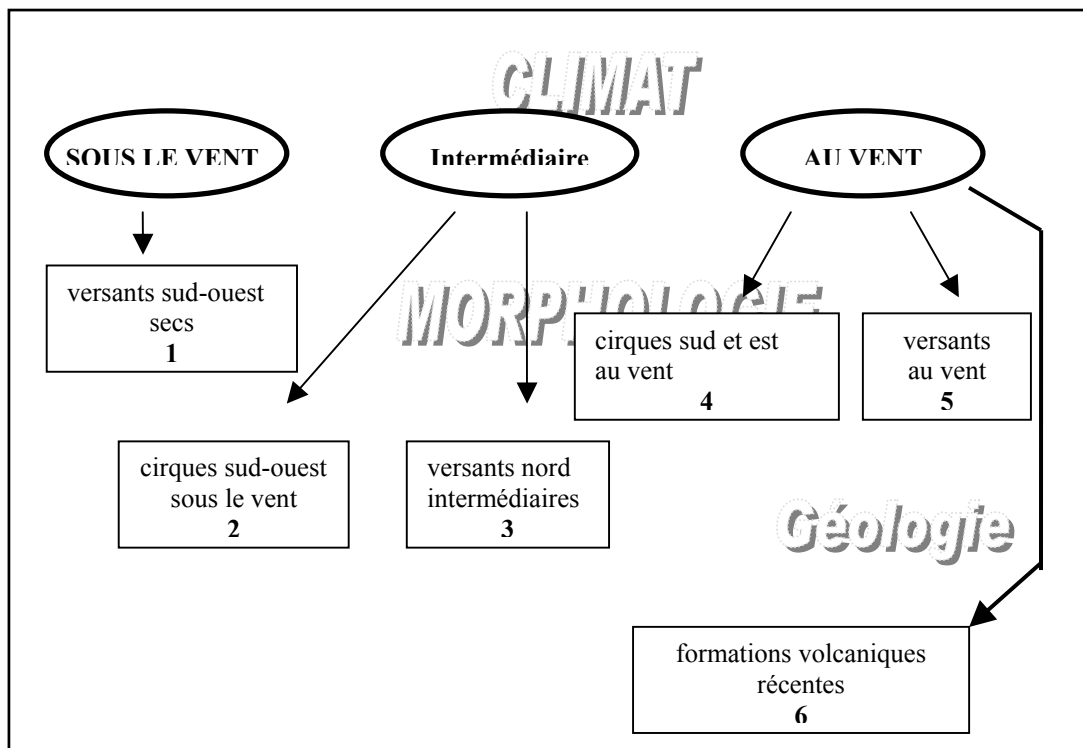 CLIMAT
SOUS LE VENT
Intermédiaire
AU VENT
versants sud-ouest
secs
1
MORPHOLOGIE
cirques sud et est
au vent
4
versants
au vent
5
cirques sud-ouest
sous le vent
2
versants nord
intermédiaires
3
Géologie
formations volcaniques
récentes
6